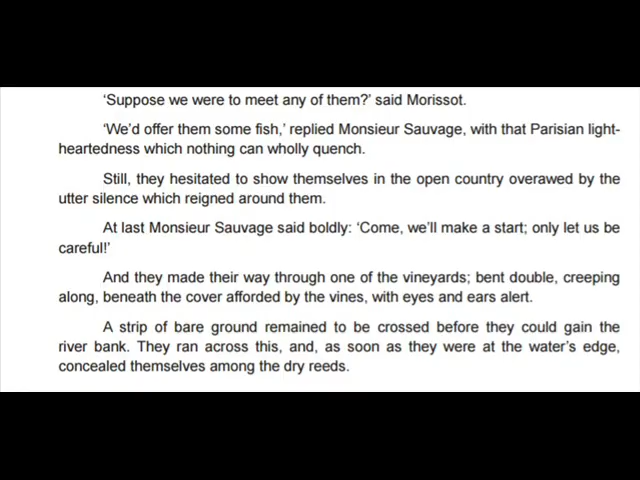 ‘Suppose we were to meet any of them?’ said Morissot.
‘We’d offer them some fish,’ replied Monsieur Sauvage, with that Parisian light-
heartedness which nothing can wholly quench.
Still, they hesitated to show themselves in the open country overawed by the
utter silence which reigned around them.
At last Monsieur Sauvage said boldly: ‘Come, we’ll make a start; only let us be
careful!’
And they made their way through one of the vineyards; bent double, creeping
along, beneath the cover afforded by the vines, with eyes and ears alert.
A strip of bare ground remained to be crossed before they could gain the
river bank. They ran across this, and, as soon as they were at the water’s edge,
concealed themselves among the dry reeds.